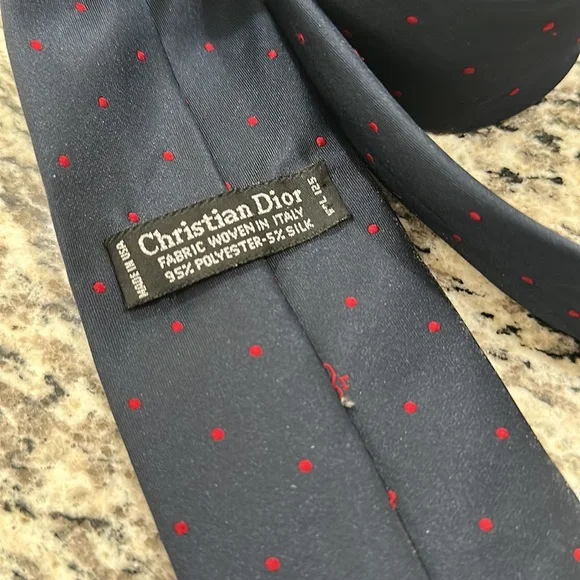 Christian Dior
FABRIC WOVEN IN ITALY
95% POLYESTER-5% SILK
MADE IN USA